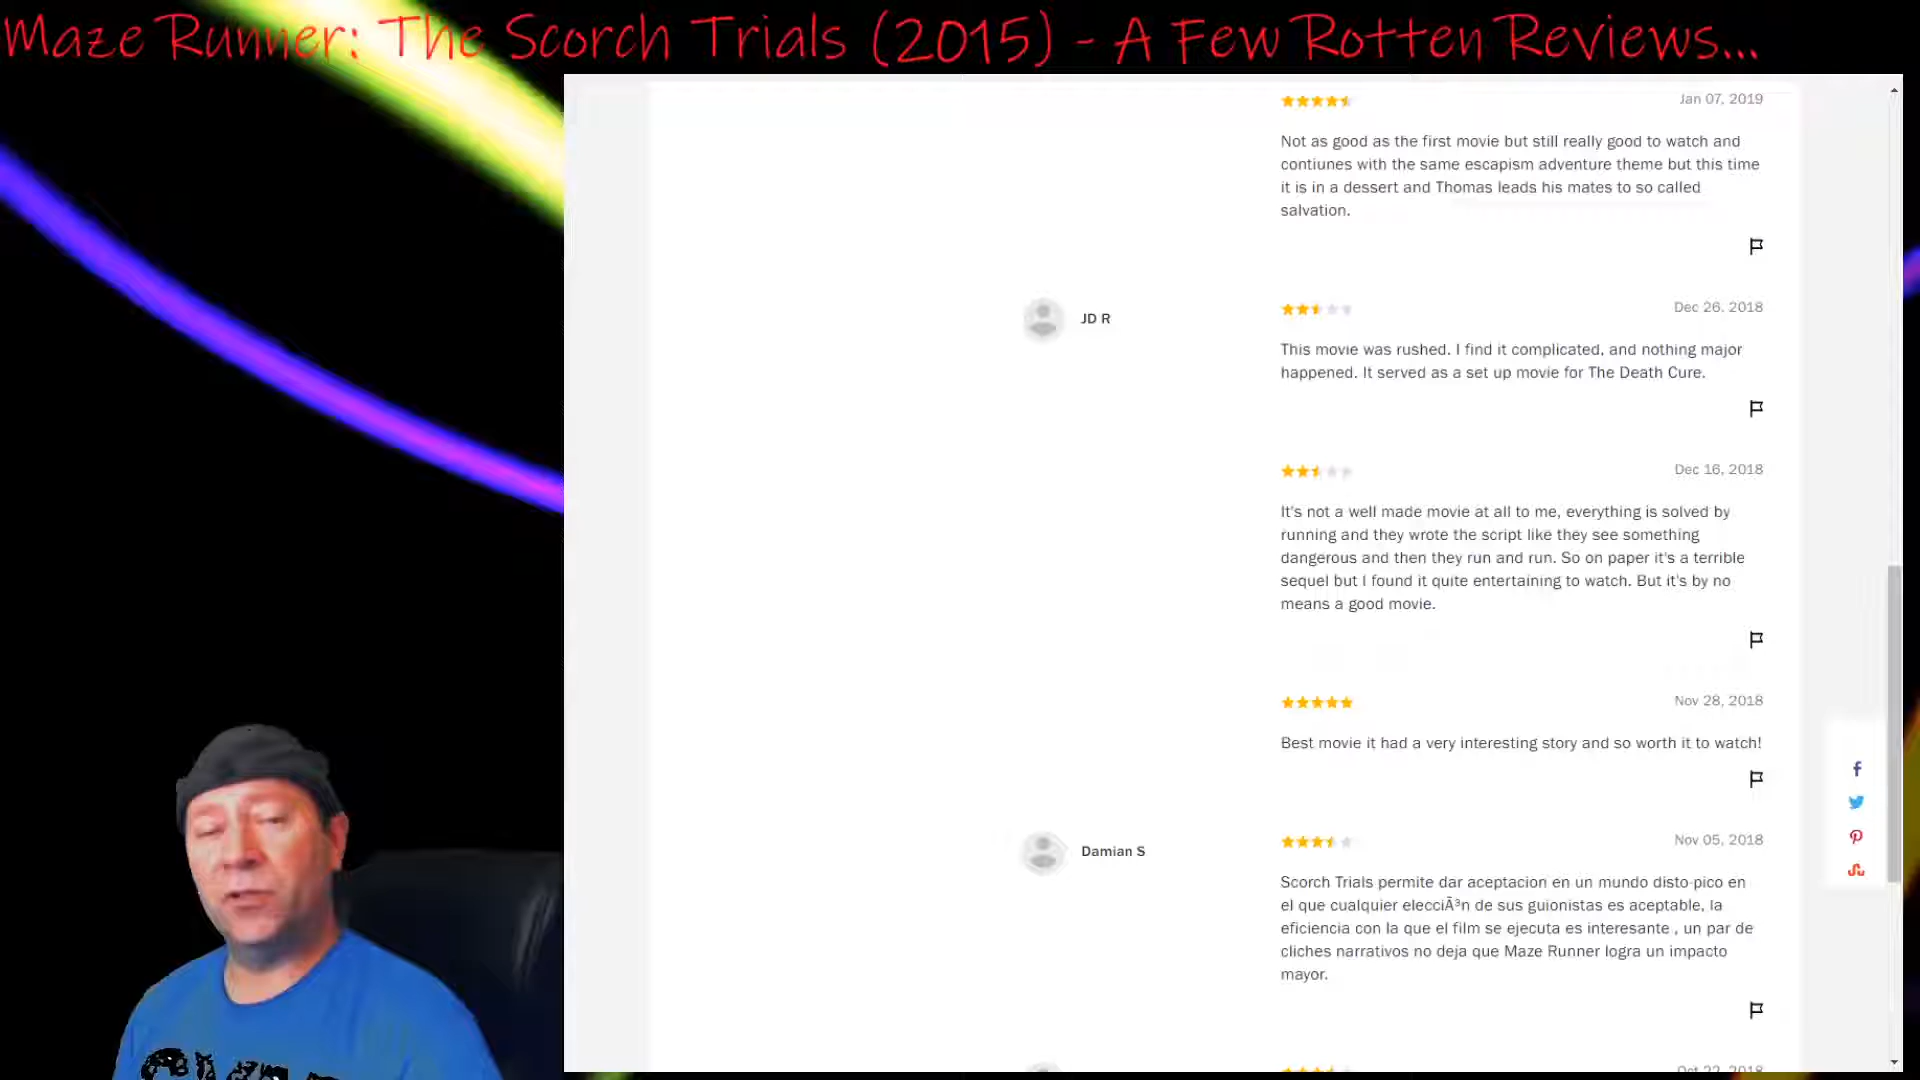 Maze Runner: The Scorch Trials (2015) - A Few Rotten Reviews...
Jan 07, 2019
Not as good as the first movie but still really good to watch and
contiunes with the same escapism adventure theme but this time
it is in a dessert and Thomas leads his mates to so called
salvation.
JD R
Dec 26, 2018
This movie was rushed. I find it complicated, and nothing major
happened. It served as a set up movie for The Death Cure.
Dec 16, 2018
It's not a well made movie at all to me, everything is solved by
running and they wrote the script like they see something
dangerous and then they run and run. So on paper it's a terrible
sequel but I found it quite entertaining to watch. But it's by no
means a good movie.
Nov 28, 2018
Best movie it had a very interesting story and so worth it to watch!
Damian S
Nov 05, 2018
Scorch Trials permite dar aceptacion en un mundo disto-pico en
el que cualquier elecciÃ³n de sus guionistas es aceptable, la
eficiencia con la que el film se ejecuta es interesante , un par de
cliches narrativos no deja que Maze Runner logra un impacto
mayor.
Oct 22, 2018